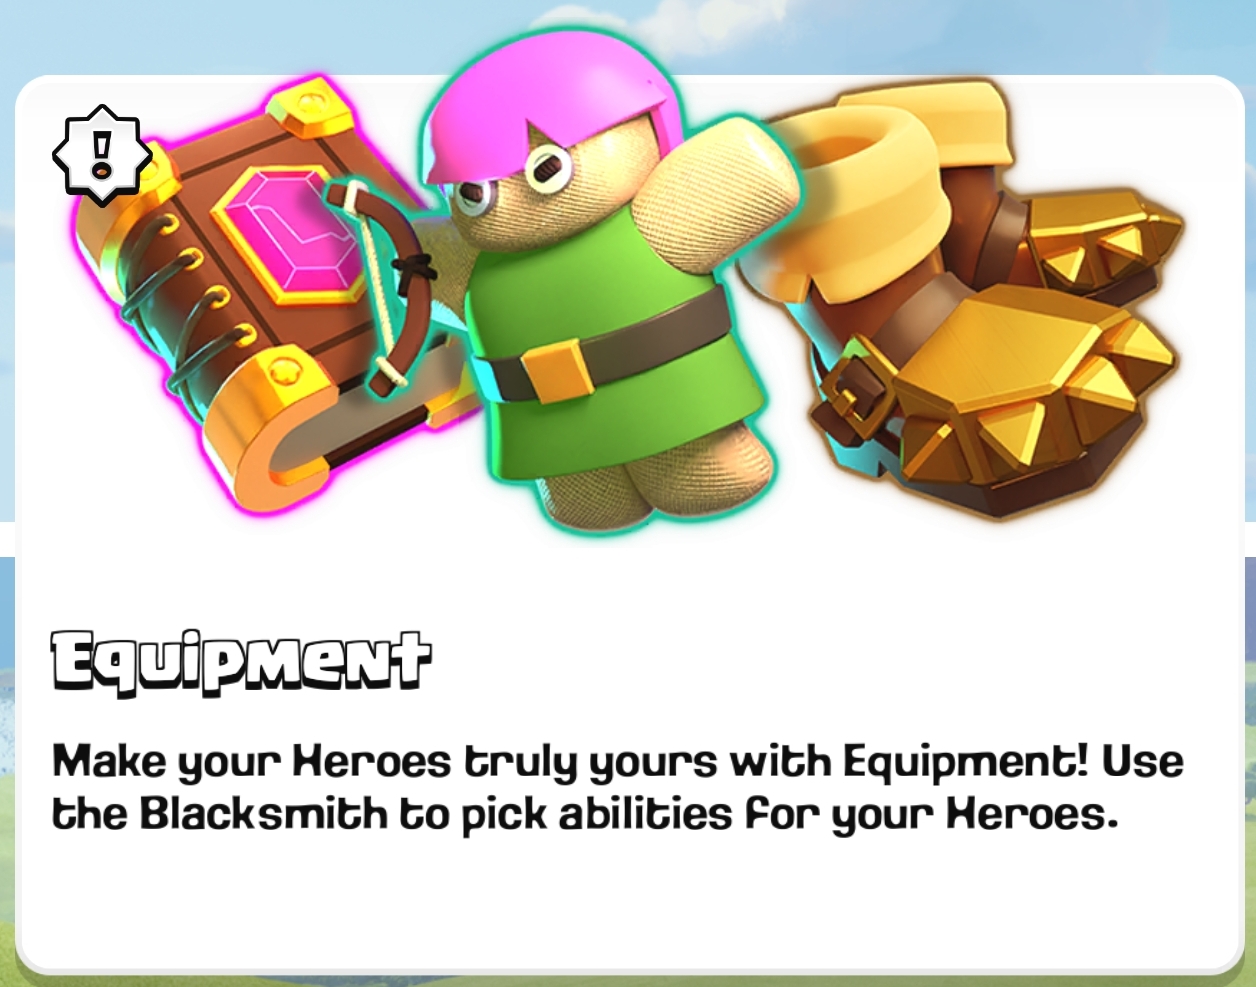 !
Equipment
Make your Heroes truly yours with Equipment! Use
the Blacksmith to pick abilities for your Heroes.